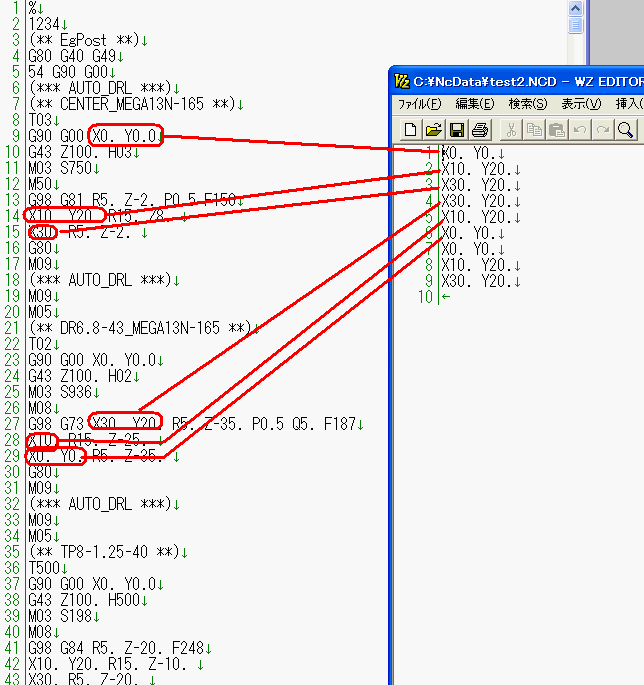 1 %↓
2 1234↓
3 (** EgPost **)↓
4 G80 G40 G49↓
5 54 G90 G00↓
6 (*** AUTO_DRL ***)↓
7 (** CENTER_MEGA13N-165 **)↓
8 T03↓
9 G90 G00 X0. Y0.0↓
10 G43 Z100. H03↓
11 M03 S750↓
12 M50↓
13 G98 G81 R5. Z-2. P0.5 F150↓
14 X10. Y20. R15. Z8.
15 X30. R5. Z-2. ↓
16 G80↓
17 M09↓
18 (*** AUTO_DRL ***)↓
19 M09↓
20 M05↓
21 (** DR6.8-43_MEGA13N-165 **)↓
22 T02↓
23 G90 G00 X0. Y0.0↓
24 G43 Z100. H02↓
25 M03 S936↓
26 M08↓
27 G98 G73 X30. Y20. R5. Z-35. P0.5 Q5. F187↓
28 X10. R15. Z-25. ↓
29 X0. Y0. R5. Z-35. ↓
30 G80↓
31 M09↓
32 (*** AUTO_DRL ***)↓
33 M09↓
34 M05↓
35 (** TP8-1.25-40 **)↓
36 T500↓
37 G90 G00 X0. Y0.0↓
38 G43 Z100. H500↓
39 M03 S198↓
40 M08↓
41 G98 G84 R5. Z-20. F248↓
42 X10. Y20. R15. Z-10. ↓
43 X30. R5. Z-20. ↓
C:¥NcData¥test2.NCD - WZ EDITOR
ファイル(F) 編集(E) 検索(S) 表示(V) 挿入(
1 X0. Y0.↓
2 X10. Y20.↓
3 X30. Y20.↓
4 X30. Y20.↓
5 X10. Y20.↓
6 X0. Y0.↓
7 X0. Y0.↓
8 X10. Y20.↓
9 X30. Y20.↓
10 ←